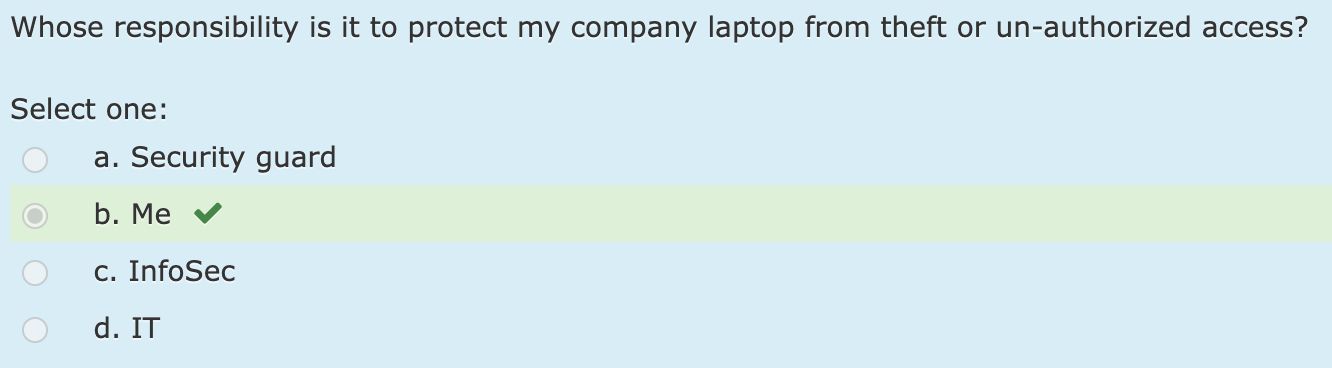 Whose responsibility is it to protect my company laptop from theft or un-authorized access?
Select one:
a. Security guard
b. Me
c. InfoSec
d. IT